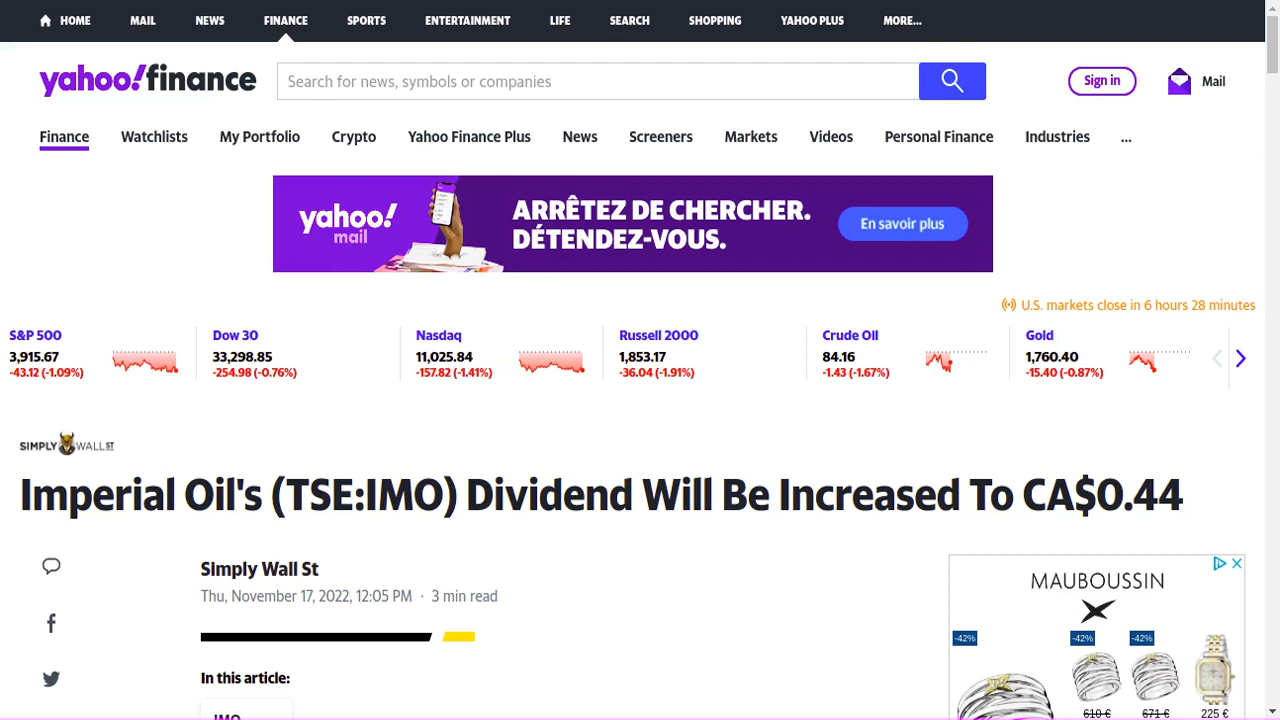 HOME MAIL NEWS FINANCE SPORTS ENTERTAINMENT LIFE SEARCH SHOPPING YAHOO PLUS MORE...
yahoo!finance
Search for news, symbols or companies
Sign in
Mail
Finance Watchlists My Portfolio Crypto Yahoo Finance Plus News Screeners Markets Videos Personal Finance Industries ...
yahoo!
mail
ARRÊTEZ DE CHERCHER.
DÉTENDEZ-VOUS.
En savoir plus
U.S. markets close in 6 hours 28 minutes
S&P 500
3,915.67
-43.12 (-1.09%)
Dow 30
33,298.85
-254.98 (-0.76%)
Nasdaq
11,025.84
-157.82 (-1.41%)
Russell 2000
1,853.17
-36.04 (-1.91%)
Crude Oil
84.16
-1.43 (-1.67%)
Gold
1,760.40
-15.40 (-0.87%)
SIMPLY WALL ST
Imperial Oil's (TSE:IMO) Dividend Will Be Increased To CA$0.44
Simply Wall St
Thu, November 17, 2022, 12:05 PM · 3 min read
In this article:
IMO
MAUBOUSSIN
-42% -42% -42%
610 € 671 € 225 €